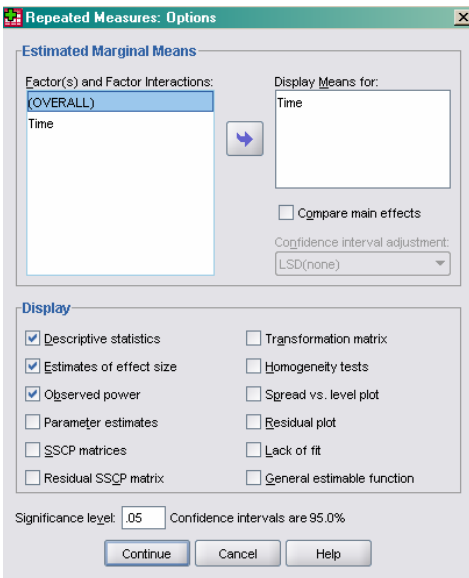 Repeated Measures: Options
Estimated Marginal Means
Factor(s) and Factor Interactions:
(OVERALL)
Time
Display Means for:
Time
Compare main effects
Confidence interval adjustment:
LSD(none)
Display
Descriptive statistics
Transformation matrix
Estimates of effect size
Homogeneity tests
Observed power
Spread vs. level plot
Parameter estimates
Residual plot
SSCP matrices
Lack of fit
Residual SSCP matrix
General estimable function
Significance level: .05 Confidence intervals are 95.0%
Continue Cancel Help